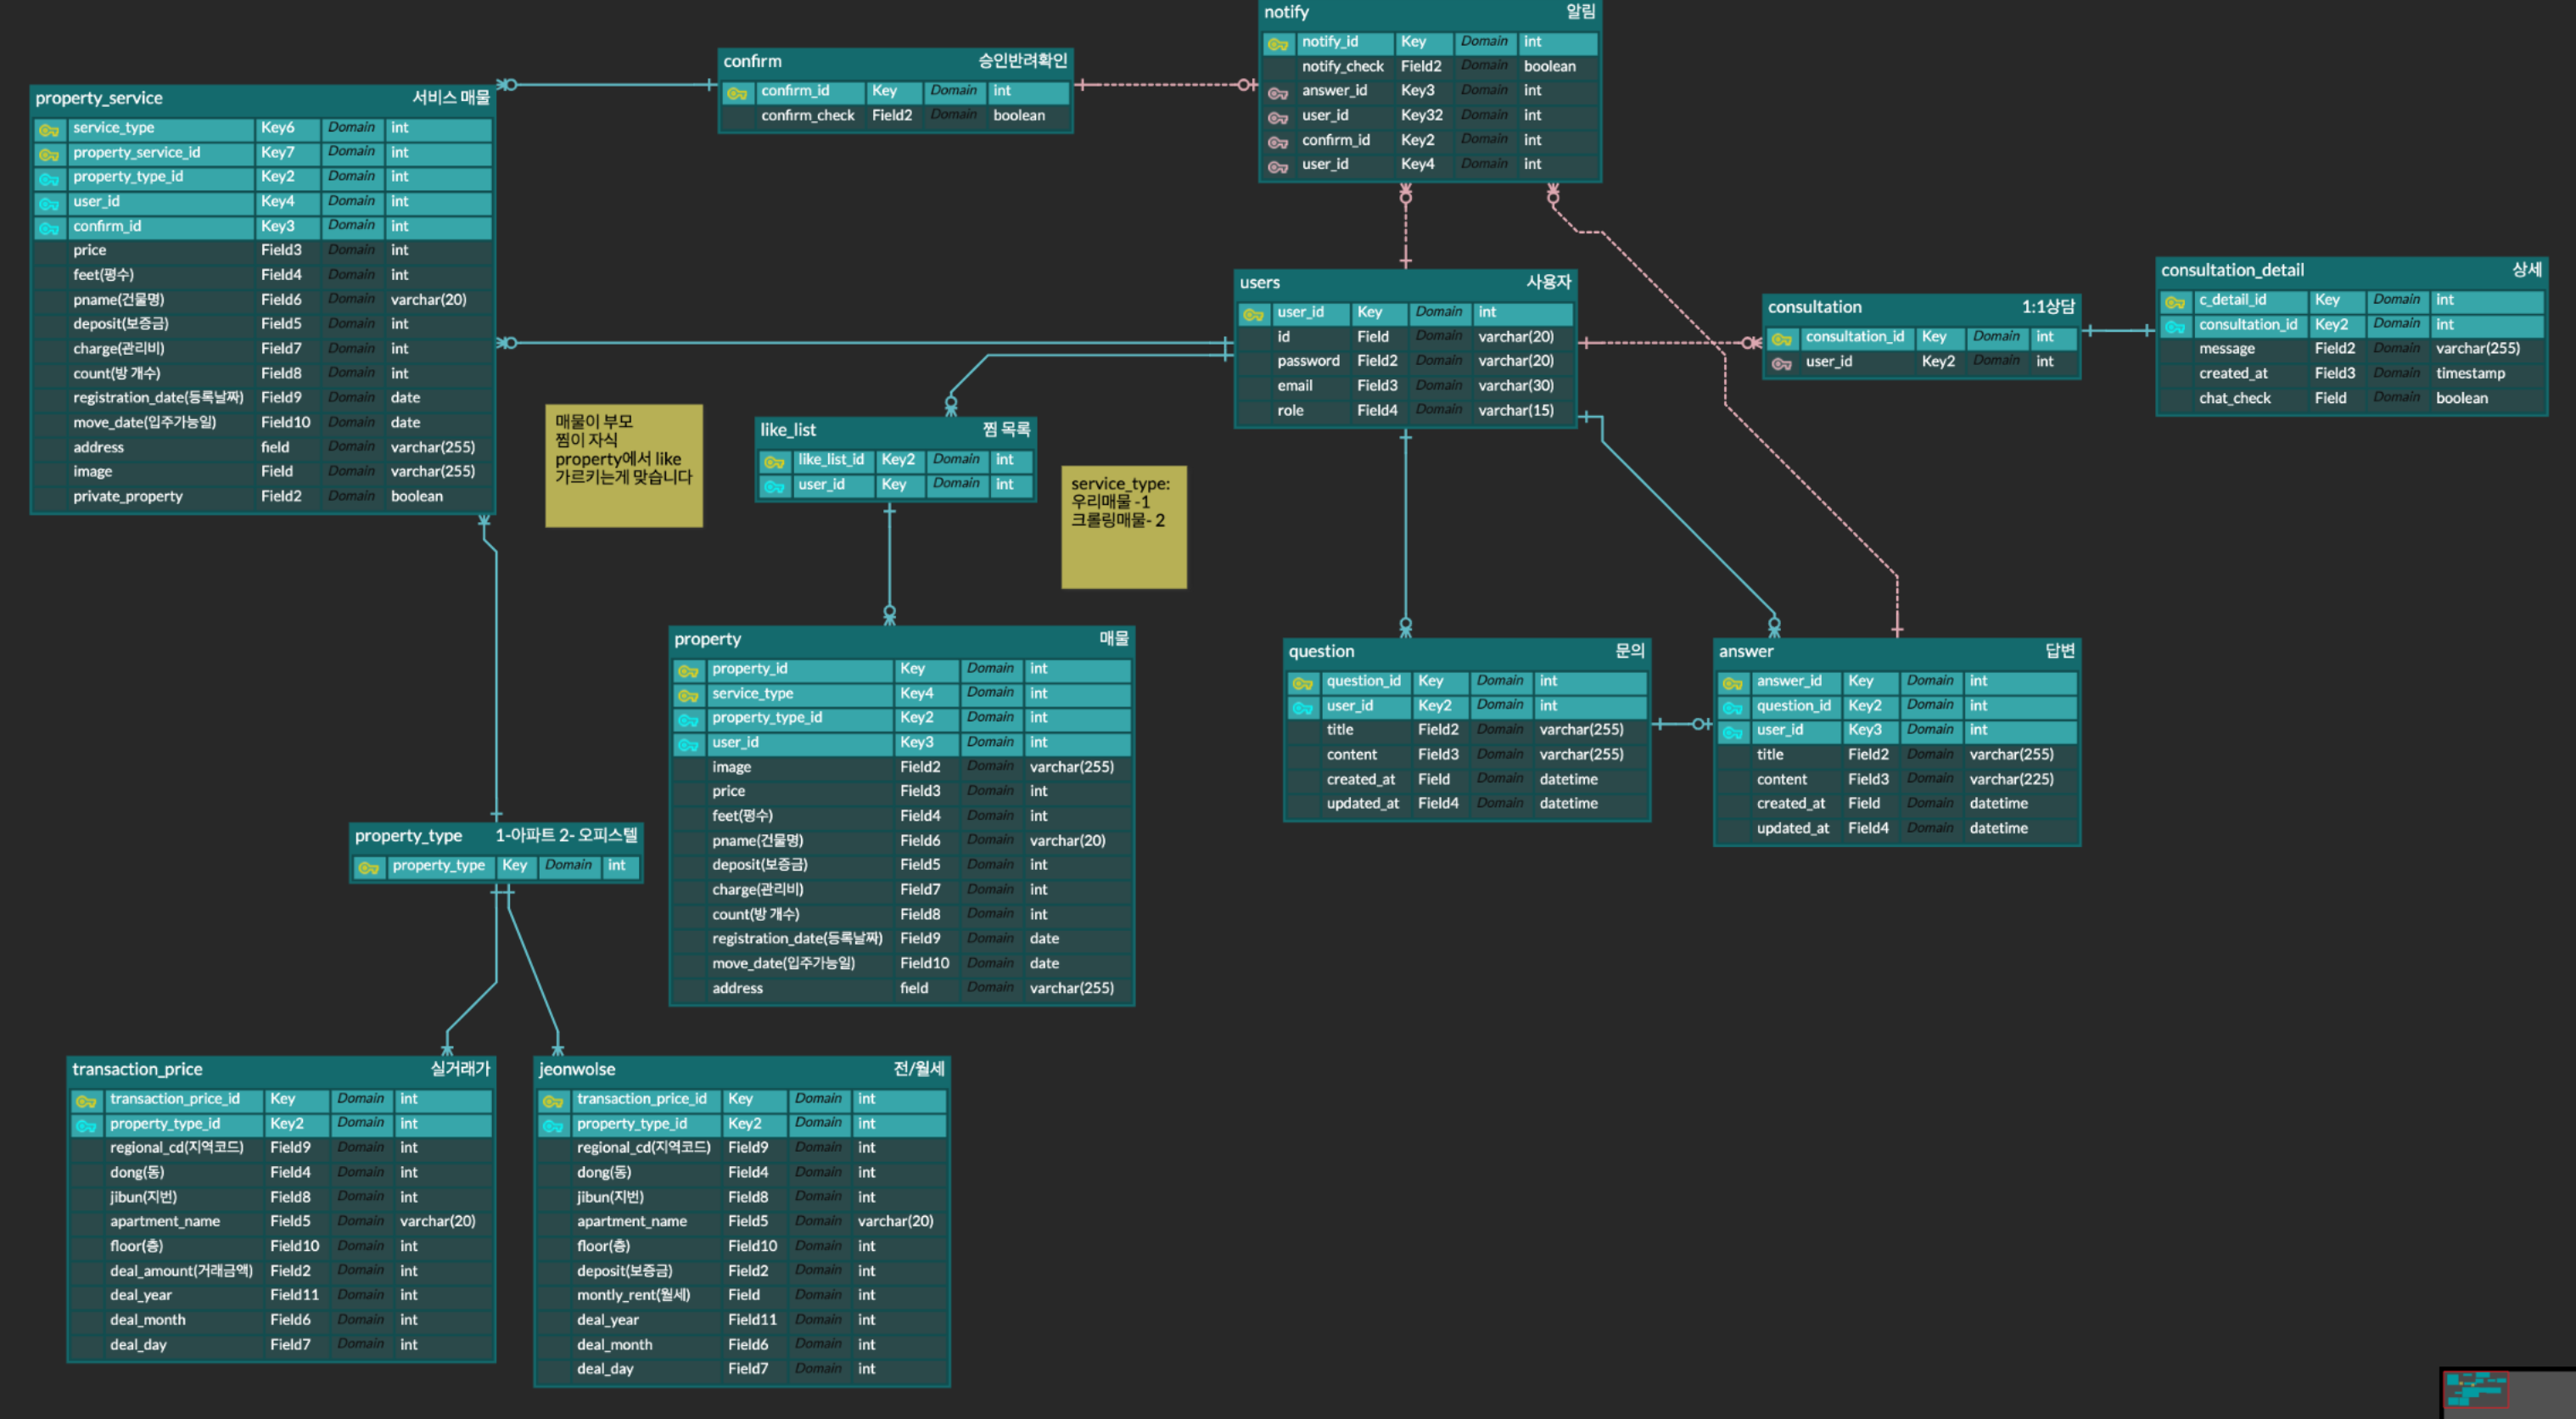 notify 알림
notify_id Key Domain int
notify_check Field2 Domain boolean
answer_id Key3 Domain int
user_id Key32 Domain int
confirm_id Key2 Domain int
user_id Key4 Domain int
confirm 승인반려확인
confirm_id Key Domain int
confirm_check Field2 Domain boolean
property_service 서비스 매물
service_type Key6 Domain int
property_service_id Key7 Domain int
property_type_id Key2 Domain int
user_id Key4 Domain int
confirm_id Key3 Domain int
price Field3 Domain int
feet(평수) Field4 Domain int
pname(건물명) Field6 Domain varchar(20)
deposit(보증금) Field5 Domain int
charge(관리비) Field7 Domain int
count(방 개수) Field8 Domain int
registration_date(등록날짜) Field9 Domain date
move_date(입주가능일) Field10 Domain date
address field Domain varchar(255)
image Field Domain varchar(255)
private_property Field2 Domain boolean
users 사용자
user_id Key Domain int
id Field Domain varchar(20)
password Field2 Domain varchar(20)
email Field3 Domain varchar(30)
role Field4 Domain varchar(15)
consultation 1:1상담
consultation_id Key Domain int
user_id Key2 Domain int
consultation_detail 상세
c_detail_id Key Domain int
consultation_id Key2 Domain int
message Field2 Domain varchar(255)
created_at Field3 Domain timestamp
chat_check Field Domain boolean
매물이 부모
찜이 자식
property에서 like
가르키는게 맞습니다
like_list 찜 목록
like_list_id Key2 Domain int
user_id Key Domain int
service_type:
우리매물 -1
크롤링매물- 2
property 매물
property_id Key Domain int
service_type Key4 Domain int
property_type_id Key2 Domain int
user_id Key3 Domain int
image Field2 Domain varchar(255)
price Field3 Domain int
feet(평수) Field4 Domain int
pname(건물명) Field6 Domain varchar(20)
deposit(보증금) Field5 Domain int
charge(관리비) Field7 Domain int
count(방 개수) Field8 Domain int
registration_date(등록날짜) Field9 Domain date
move_date(입주가능일) Field10 Domain date
address field Domain varchar(255)
question 문의
question_id Key Domain int
user_id Key2 Domain int
title Field2 Domain varchar(255)
content Field3 Domain varchar(255)
created_at Field Domain datetime
updated_at Field4 Domain datetime
answer 답변
answer_id Key Domain int
question_id Key2 Domain int
user_id Key3 Domain int
title Field2 Domain varchar(255)
content Field3 Domain varchar(225)
created_at Field Domain datetime
updated_at Field4 Domain datetime
property_type 1-아파트 2- 오피스텔
property_type Key Domain int
transaction_price 실거래가
transaction_price_id Key Domain int
property_type_id Key2 Domain int
regional_cd(지역코드) Field9 Domain int
dong(동) Field4 Domain int
jibun(지번) Field8 Domain int
apartment_name Field5 Domain varchar(20)
floor(층) Field10 Domain int
deal_amount(거래금액) Field2 Domain int
deal_year Field11 Domain int
deal_month Field6 Domain int
deal_day Field7 Domain int
jeonwolse 전/월세
transaction_price_id Key Domain int
property_type_id Key2 Domain int
regional_cd(지역코드) Field9 Domain int
dong(동) Field4 Domain int
jibun(지번) Field8 Domain int
apartment_name Field5 Domain varchar(20)
floor(층) Field10 Domain int
deposit(보증금) Field2 Domain int
montly_rent(월세) Field Domain int
deal_year Field11 Domain int
deal_month Field6 Domain int
deal_day Field7 Domain int